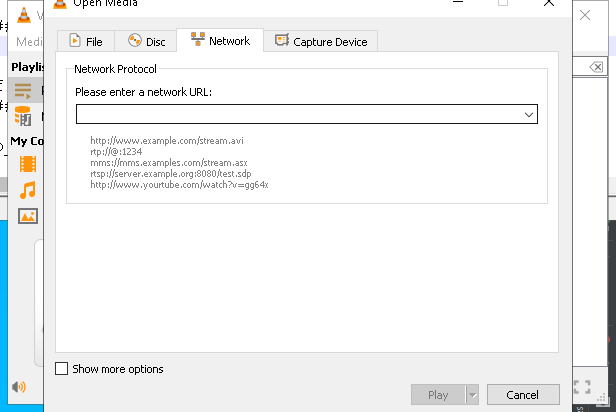 Open Media
Medi
File
Disc
Network
Capture Device
Playlis
Network Protocol
Please enter a network URL:
My Co
http://www.example.com/stream.avi
rtp://@:1234
mms://mms.examples.com/stream.asx
rtsp://server.example.org:8080/test.sdp
http://www.yourtube.com/watch?v=gg64x
Show more options
Play
Cancel